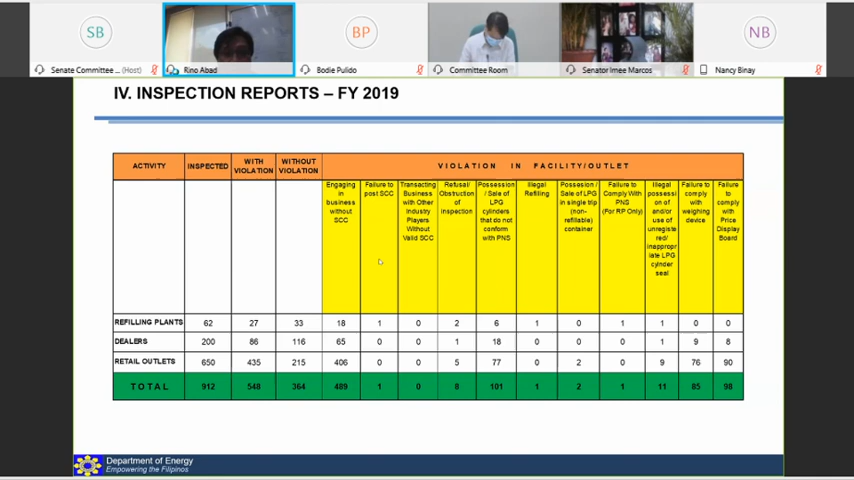 SB
BP
NB
Senate Committee ... (Host)
Rino Abad
Bodie Pulido
Committee Room
Senator Imee Marcos
Nancy Binay
IV. INSPECTION REPORTS – FY 2019
ACTIVITY
INSPECTED
WITH
VIOLATION
WITHOUT
VIOLATION
VIOLATION IN FACILITY/OUTLET
Engaging
in
business
without
SCC
Failure to
post SCC
Transacting
Business
with Other
Industry
Players
Without
Valid SCC
Refusal/
Obstruction
of
inspection
Possession/
Sale of
LPG
cylinders
that do not
conform
with PNS
Illegal
Refilling
Possesion /
Sale of LPG
in single trip
(non-
refillable)
container
Failure to
Comply With
PNS
(For RP Only)
Illegal
possessi
on of
and/or
use of
unregiste
red/
inappropr
iate LPG
cylnder
seal
Failure to
comply
with
weighing
device
Failure
to
comply
with
Price
Display
Board
REFILLING PLANTS 62 27 33 18 1 0 2 6 1 0 1 1 0 0
DEALERS 200 86 116 65 0 0 1 18 0 0 0 1 9 8
RETAIL OUTLETS 650 435 215 406 0 0 5 77 0 2 0 9 76 90
TOTAL 912 548 364 489 1 0 8 101 1 2 1 11 85 98
Department of Energy
Empowering the Filipinos